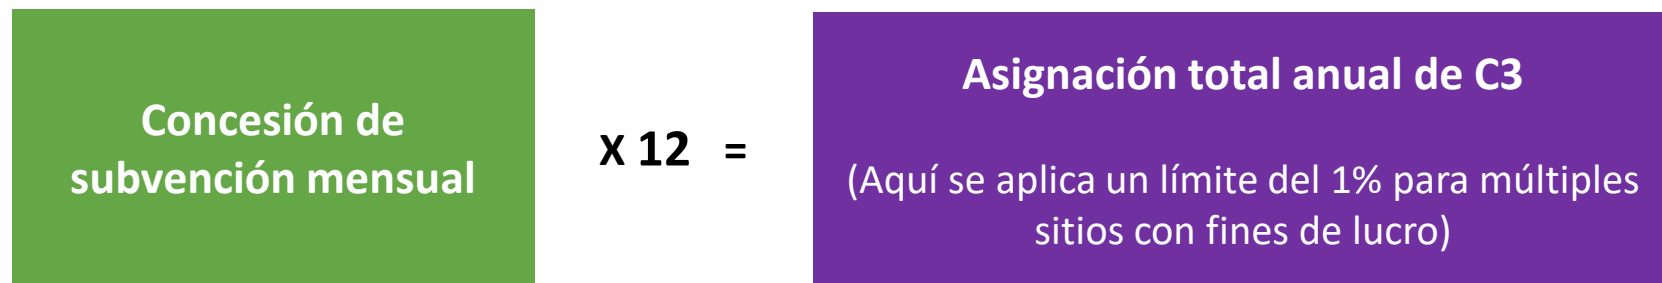 Concesión de
subvención mensual
X 12 =
Asignación total anual de C3
(Aquí se aplica un límite del 1% para múltiples
sitios con fines de lucro)